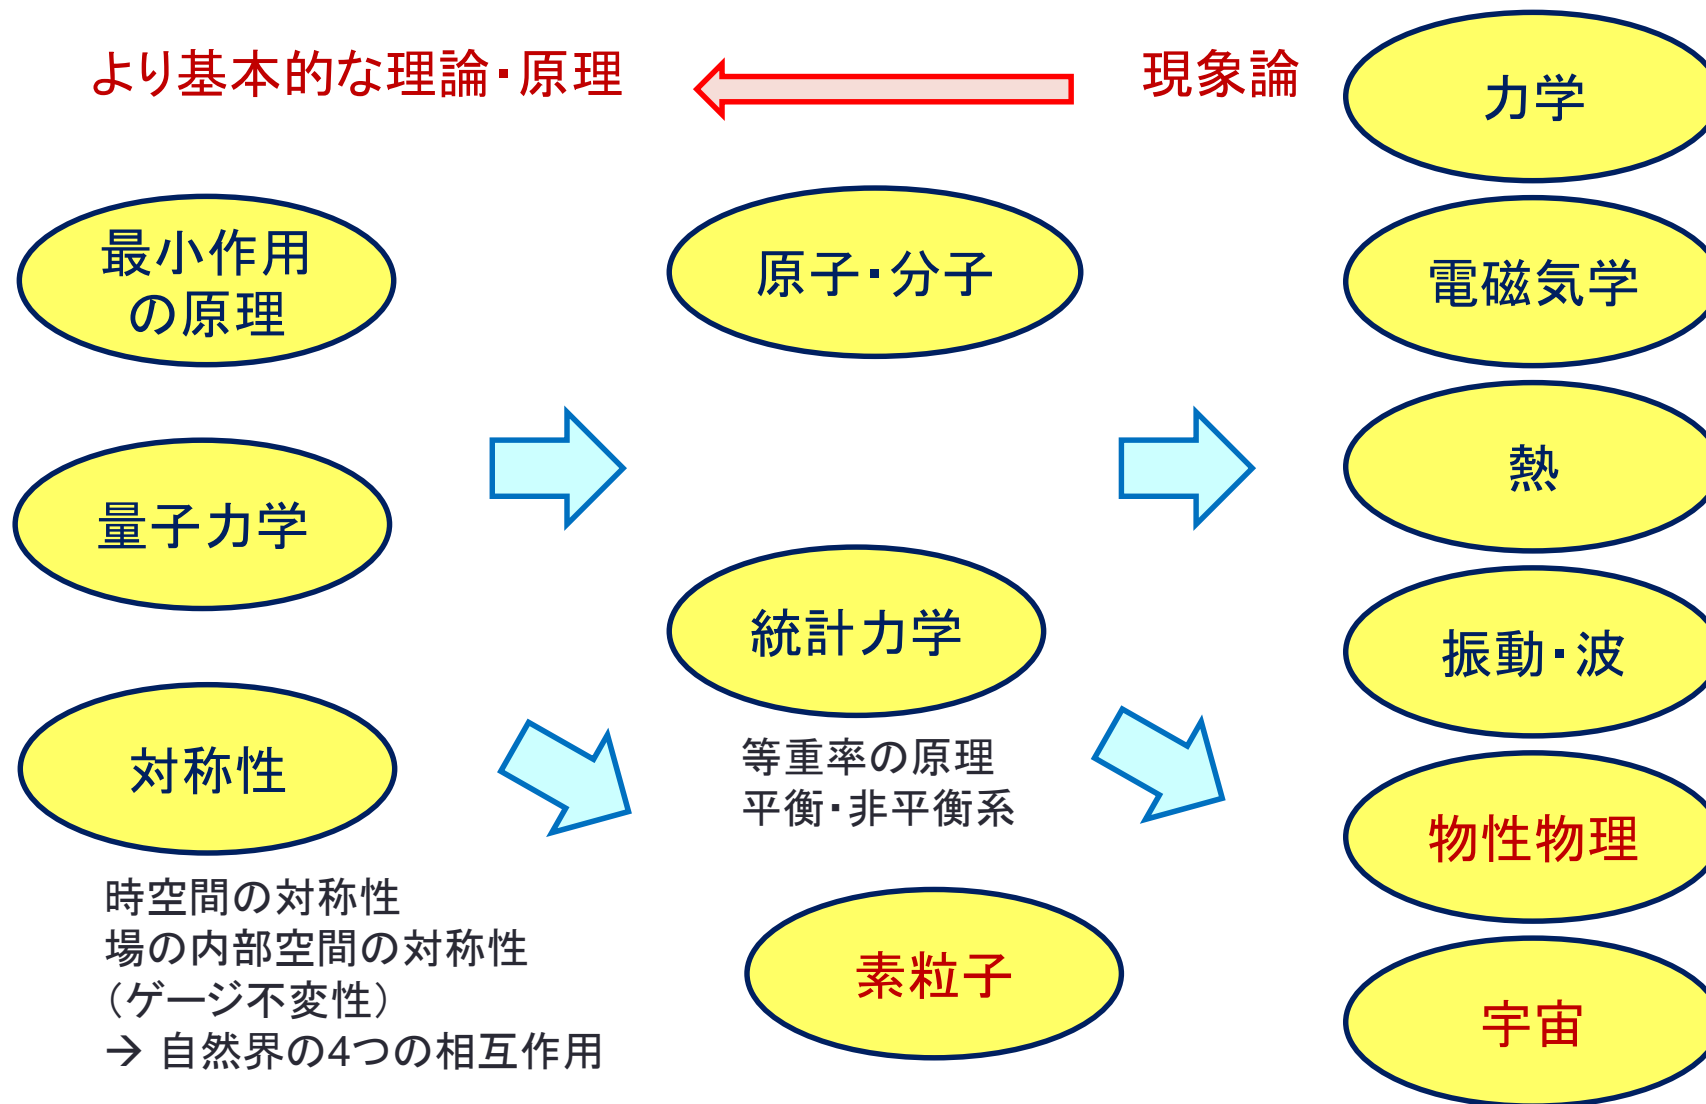 より基本的な理論・原理
現象論
最小作用
の原理
量子力学
対称性
時空間の対称性
場の内部空間の対称性
（ゲージ不変性）
→ 自然界の4つの相互作用
原子・分子
統計力学
等重率の原理
平衡・非平衡系
素粒子
力学
電磁気学
熱
振動・波
物性物理
宇宙